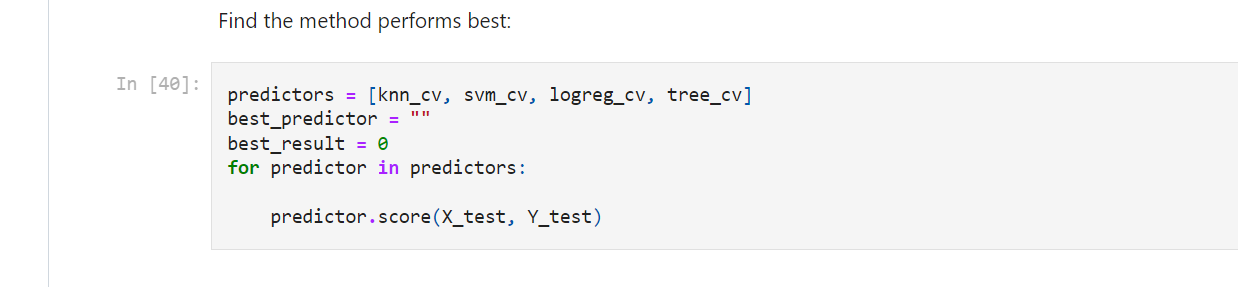 Find the method performs best:
In [40]:
predictors = [knn_cv, svm_cv, logreg_cv, tree_cv]
best_predictor = ""
best_result = 0
for predictor in predictors:
    predictor.score(X_test, Y_test)